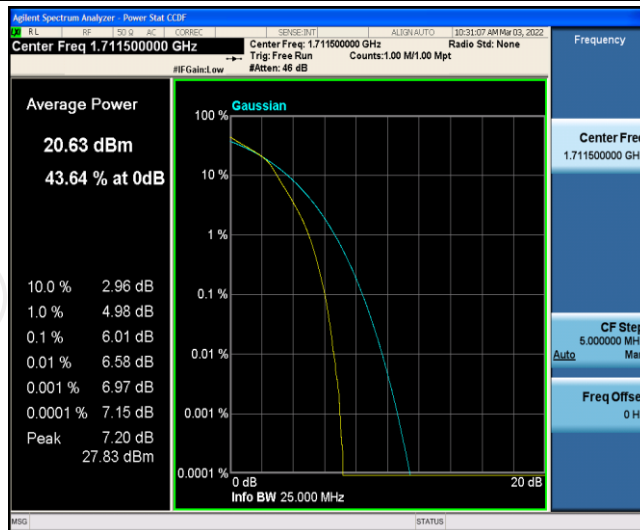 Agilent Spectrum Analyzer - Power Stat CCDF
LXI RL RF 50 Ω AC CORREC SENSE:INT ALIGN AUTO 10:31:07 AM Mar 03, 2022
Center Freq 1.711500000 GHz
Center Freq: 1.711500000 GHz Radio Std: None
Trig: Free Run Counts:1.00 M/1.00 Mpt
#IFGain:Low #Atten: 46 dB
Frequency
Average Power
20.63 dBm
43.64 % at 0dB
10.0 % 2.96 dB
1.0 % 4.98 dB
0.1 % 6.01 dB
0.01 % 6.58 dB
0.001 % 6.97 dB
0.0001 % 7.15 dB
Peak 7.20 dB
27.83 dBm
Gaussian
100 %
10 %
1 %
0.1 %
0.01 %
0.001 %
0.0001 %
0 dB 20 dB
Info BW 25.000 MHz
Center Fre
1.711500000 GH
CF Step
5.000000 MH
Auto Ma
Freq Offse
0 H
MSG STATUS